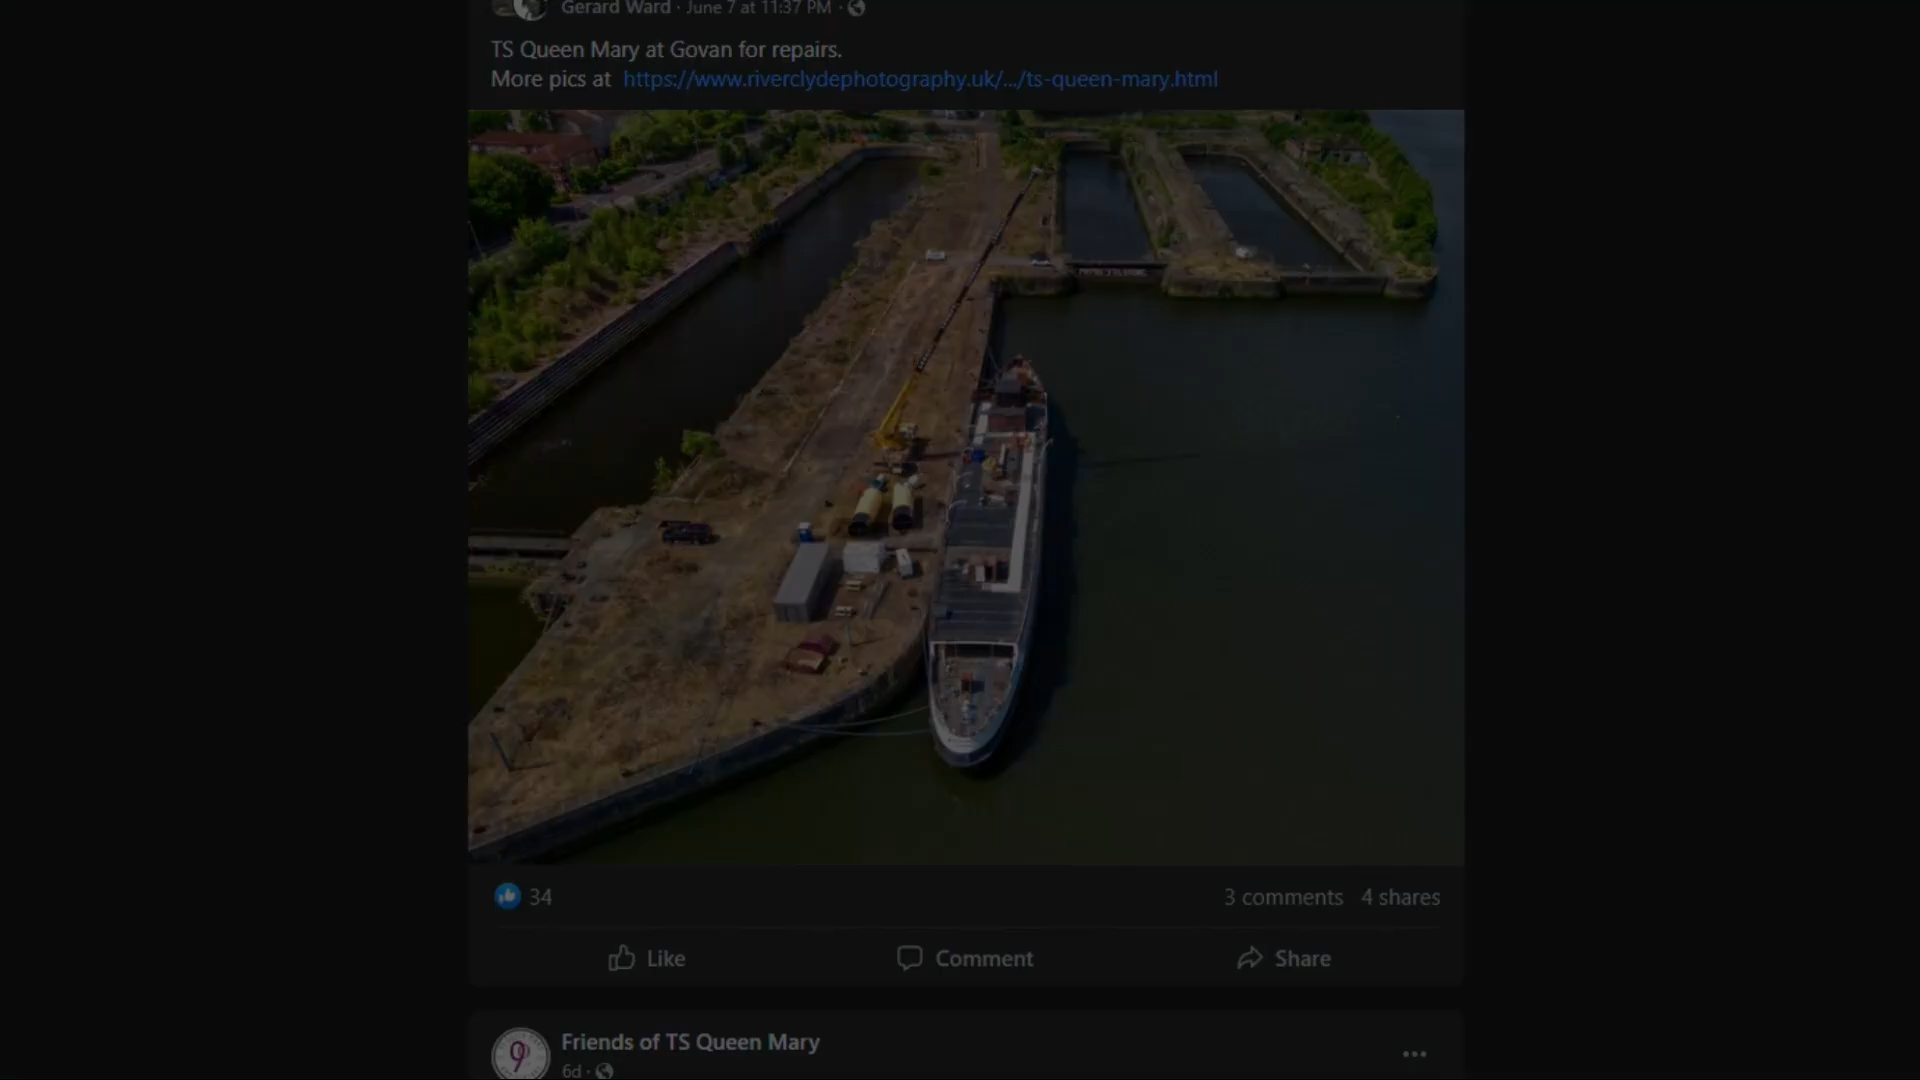 Gerard Ward · June 7 at 11:37 PM ·
TS Queen Mary at Govan for repairs.
More pics at https://www.riverclydephotography.uk/.../ts-queen-mary.html
34
3 comments 4 shares
Like Comment Share
Friends of TS Queen Mary
6d ·